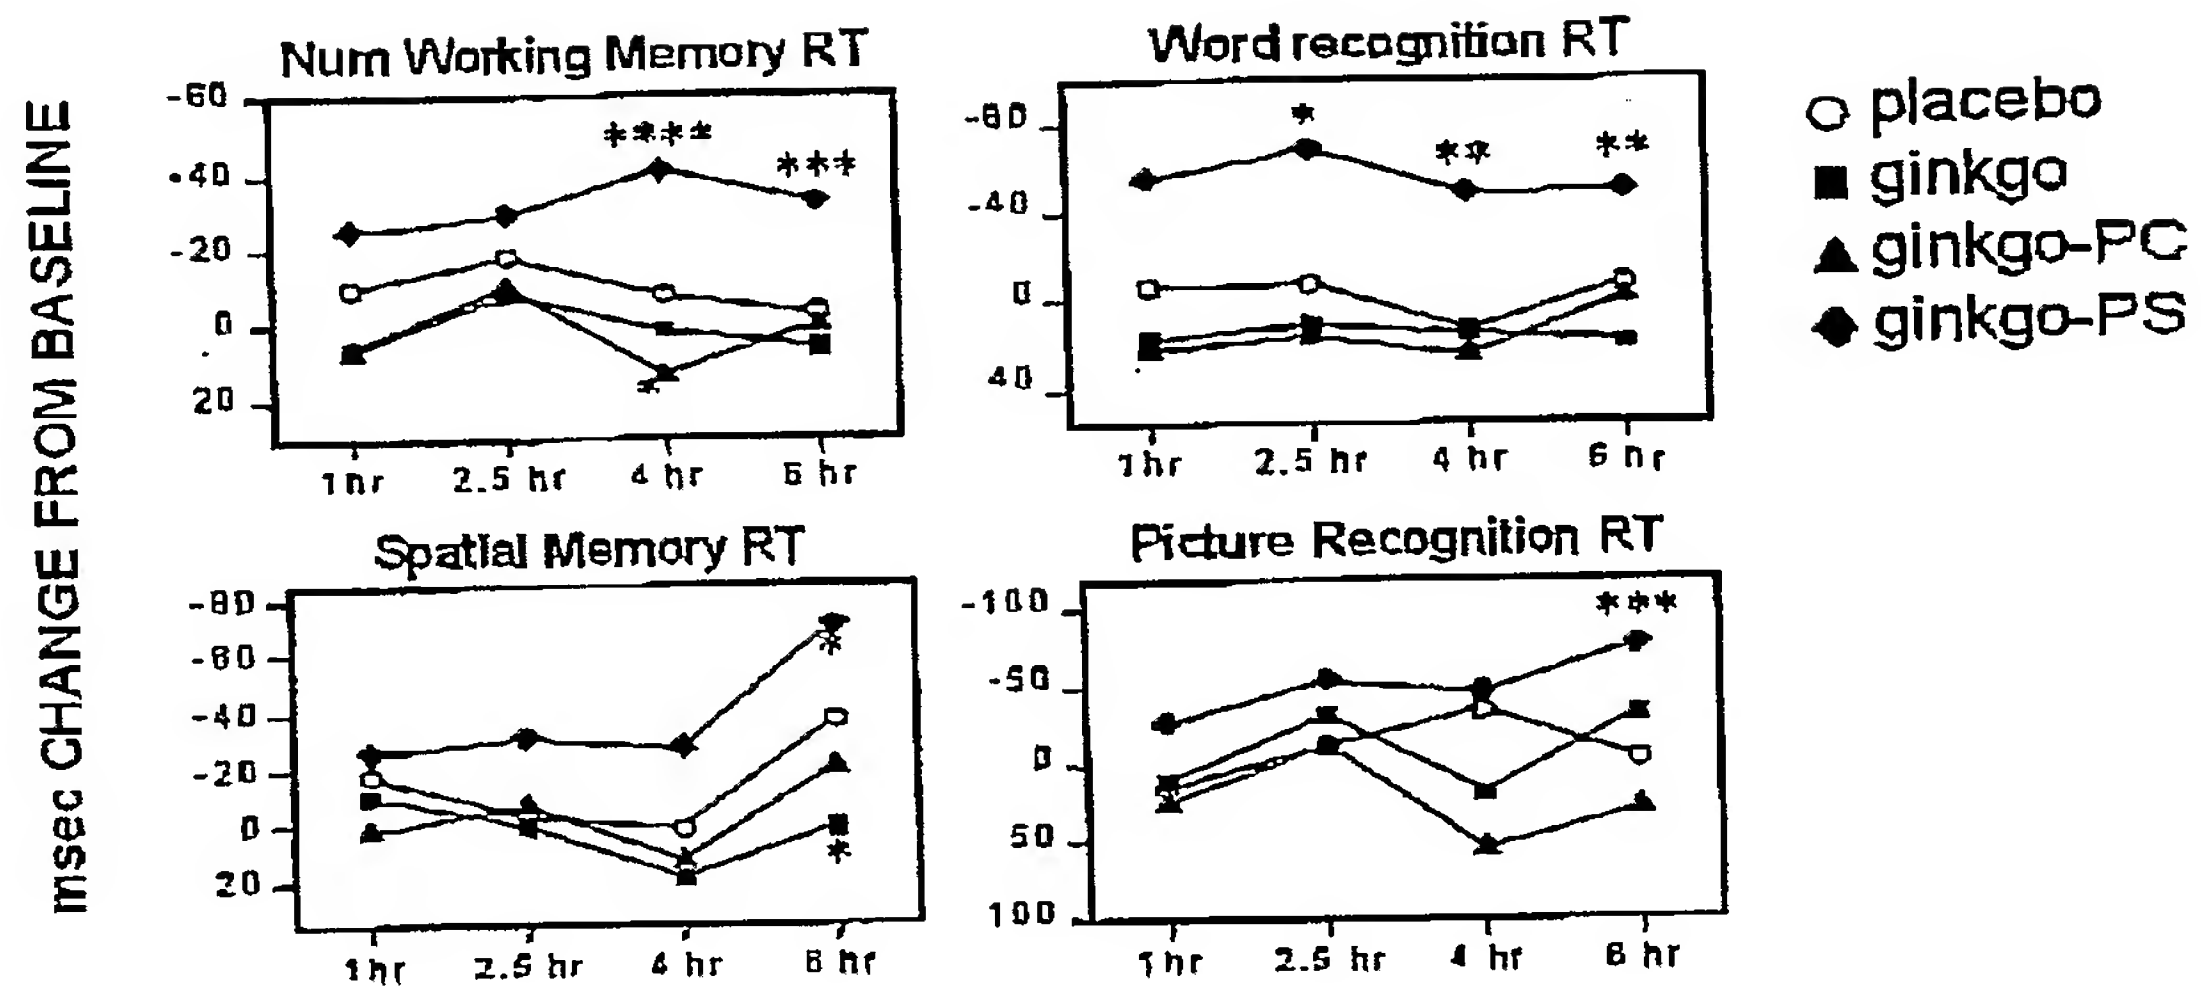 msec CHANGE FROM BASELINE
Num Working Memory RT
-60
-40
-20
0
20
1 hr 2.5 hr 4 hr 6 hr
****
***
*
Word recognition RT
-80
-40
0
40
1 hr 2.5 hr 4 hr 6 hr
*
**
**
placebo
ginkgo
ginkgo-PC
ginkgo-PS
Spatial Memory RT
-80
-60
-40
-20
0
20
1 hr 2.5 hr 4 hr 6 hr
*
*
Picture Recognition RT
-100
-50
0
50
100
1 hr 2.5 hr 4 hr 6 hr
***